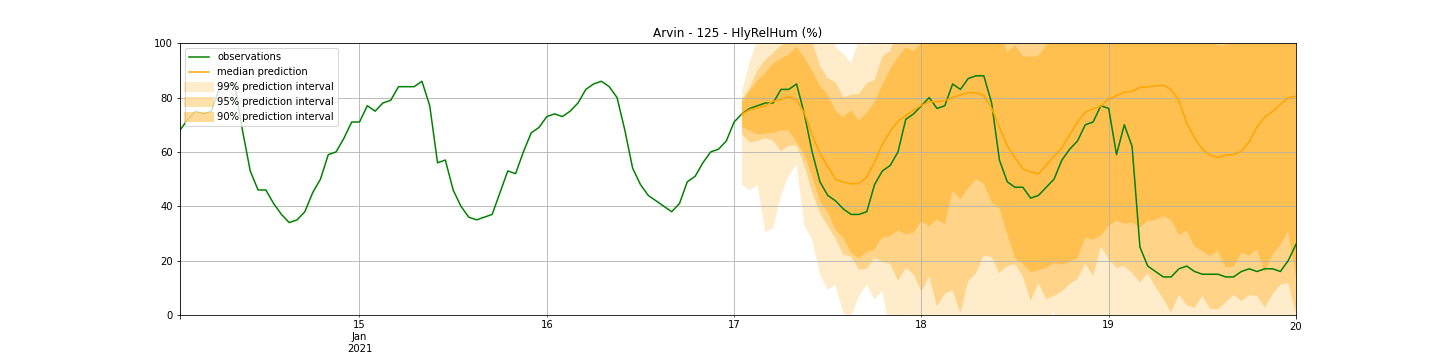 Arvin - 125 - HlyRelHum (%)
observations
median prediction
99% prediction interval
95% prediction interval
90% prediction interval
100
80
60
40
20
0
15
16
17
18
19
20
Jan
2021